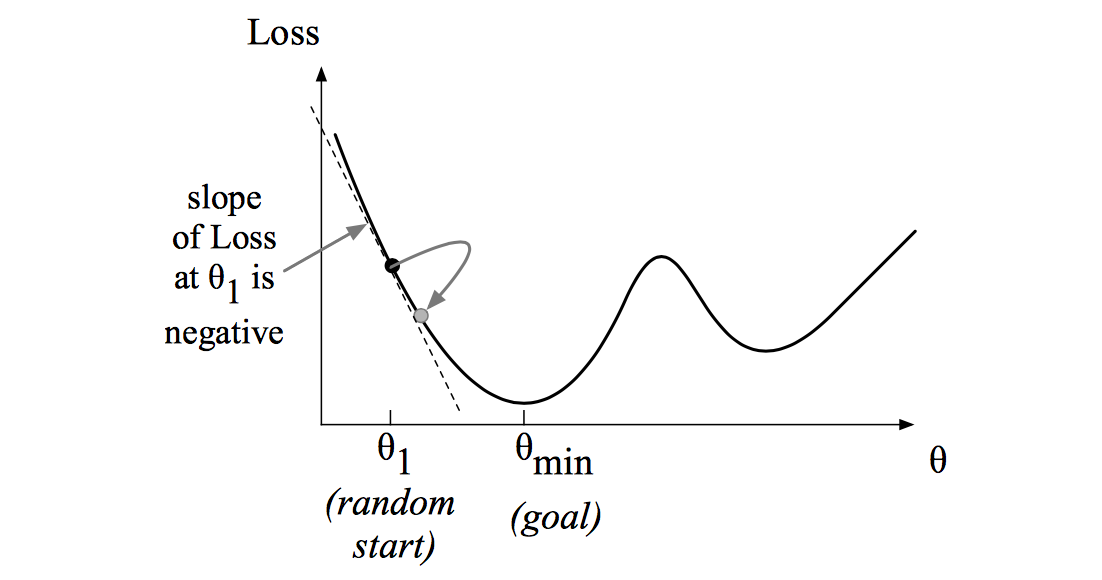 Loss
slope
of Loss
at θ1 is
negative
θ1
(random
start)
θmin
(goal)
θ